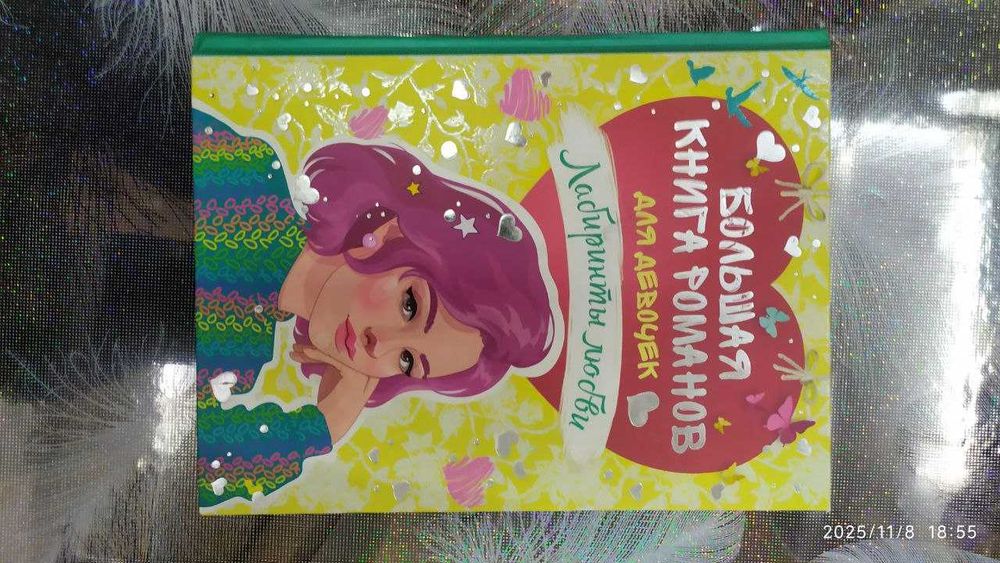 БОЛЬШАЯ
КНИГА РОМАНОВ
ДЛЯ ДЕВОЧЕК
Лабиринты любви
2025/11/8 18:55